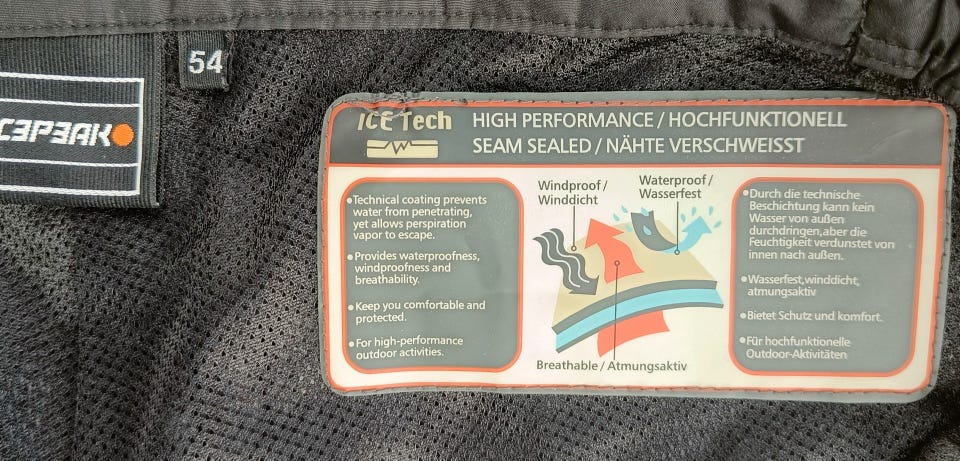 CEPEAK
54
ICE Tech
HIGH PERFORMANCE / HOCHFUNKTIONELL
SEAM SEALED / NÄHTE VERSCHWEISST
•Technical coating prevents
water from penetrating,
yet allows perspiration
vapor to escape.
•Provides waterproofness,
windproofness and
breathability.
•Keep you comfortable and
protected.
•For high-performance
outdoor activities.
Windproof /
Winddicht
Waterproof /
Wasserfest
Breathable / Atmungsaktiv
•Durch die technische
Beschichtung kann kein
Wasser von außen
durchdringen,aber die
Feuchtigkeit verdunstet von
innen nach außen.
•Wasserfest,winddicht,
atmungsaktiv
•Bietet Schutz und komfort.
•Für hochfunktionelle
Outdoor-Aktivitäten